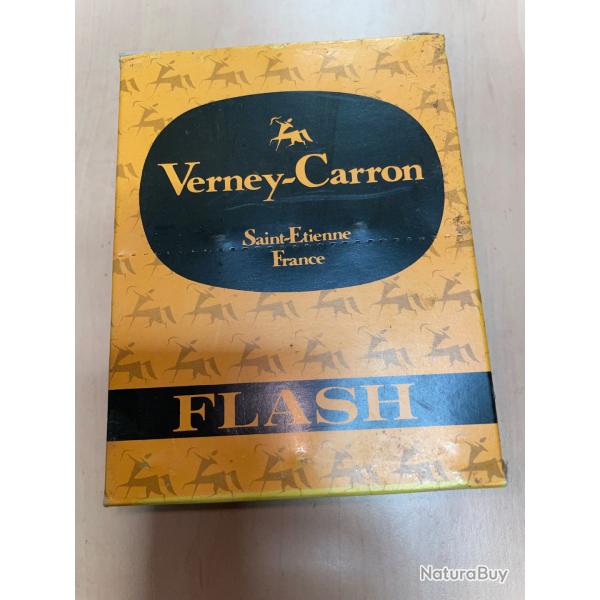 Verney-Carron
Saint-Etienne
France
FLASH
NaturaBuy